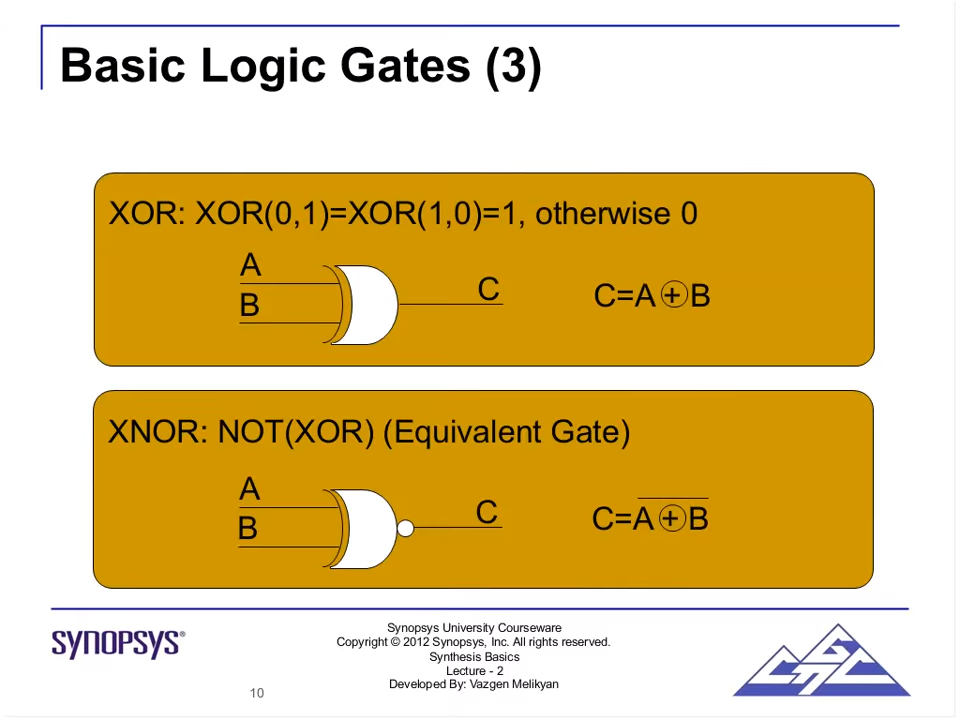 Basic Logic Gates (3)
XOR: XOR(0,1)=XOR(1,0)=1, otherwise 0
A
B
C
C=A⊕B
XNOR: NOT(XOR) (Equivalent Gate)
A
B
C
C=A̅⊕̅B̅
SYNOPSYS®
Synopsys University Courseware
Copyright © 2012 Synopsys, Inc. All rights reserved.
Synthesis Basics
Lecture - 2
Developed By: Vazgen Melikyan
10